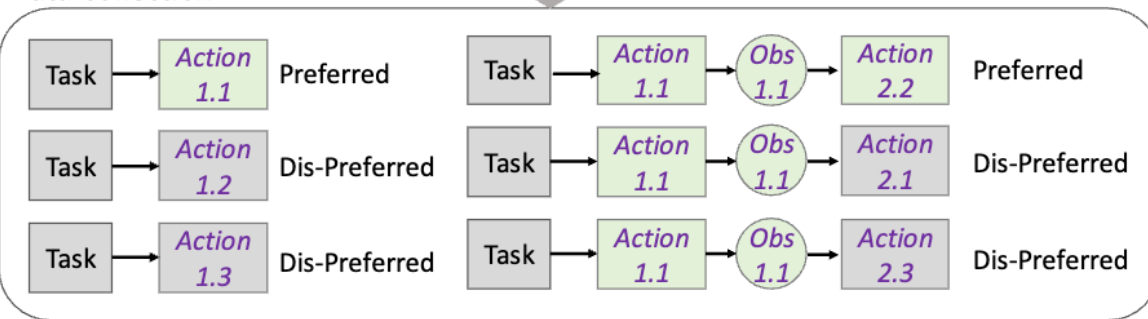 Task Action 1.1 Preferred
Task Action 1.2 Dis-Preferred
Task Action 1.3 Dis-Preferred
Task Action 1.1 Obs 1.1 Action 2.2 Preferred
Task Action 1.1 Obs 1.1 Action 2.1 Dis-Preferred
Task Action 1.1 Obs 1.1 Action 2.3 Dis-Preferred